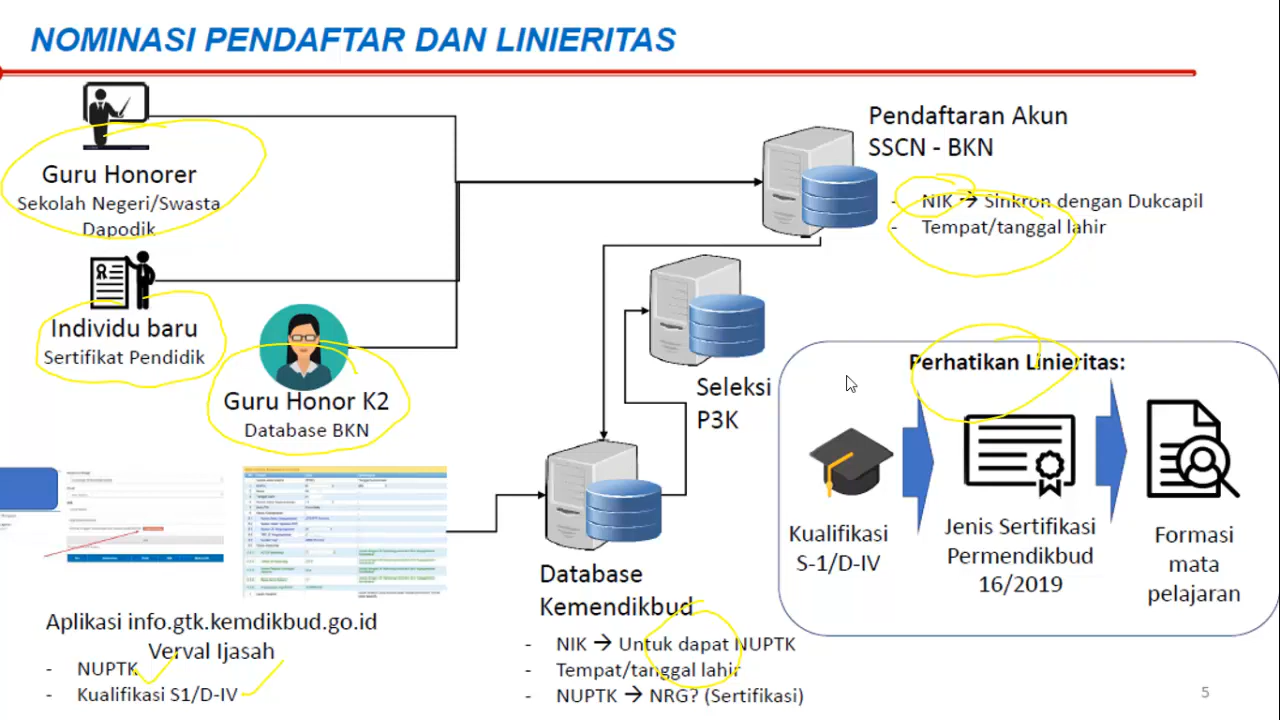 NOMINASI PENDAFTAR DAN LINIERITAS
Guru Honorer
Sekolah Negeri/Swasta
Dapodik
Individu baru
Sertifikat Pendidik
Guru Honor K2
Database BKN
Pendaftaran Akun
SSCN - BKN
- NIK → Sinkron dengan Dukcapil
- Tempat/tanggal lahir
Seleksi
P3K
Perhatikan Linieritas:
Kualifikasi
S-1/D-IV
Jenis Sertifikasi
Permendikbud
16/2019
Formasi
mata
pelajaran
Aplikasi info.gtk.kemdikbud.go.id
Verval Ijasah
- NUPTK
- Kualifikasi S1/D-IV
Database
Kemendikbud
- NIK → Untuk dapat NUPTK
- Tempat/tanggal lahir
- NUPTK → NRG? (Sertifikasi)
5